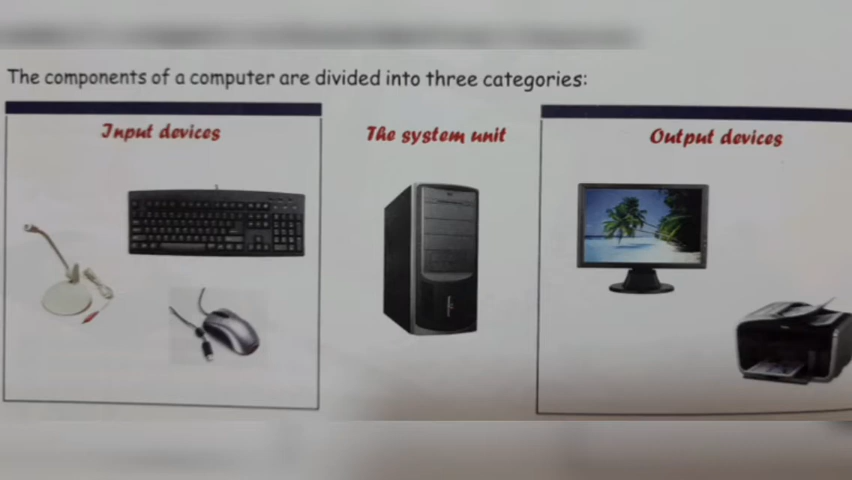 The components of a computer are divided into three categories:
Input devices
The system unit
Output devices